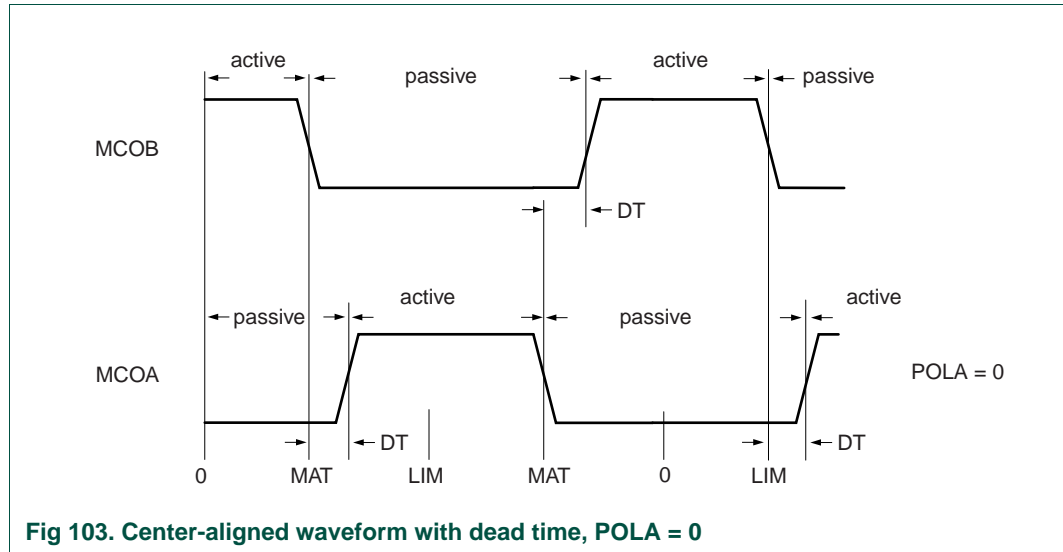 active
passive
active
passive
MCOB
DT
active
active
passive
passive
MCOA
POLA = 0
DT
DT
0
MAT
LIM
MAT
0
LIM
Fig 103. Center-aligned waveform with dead time, POLA = 0